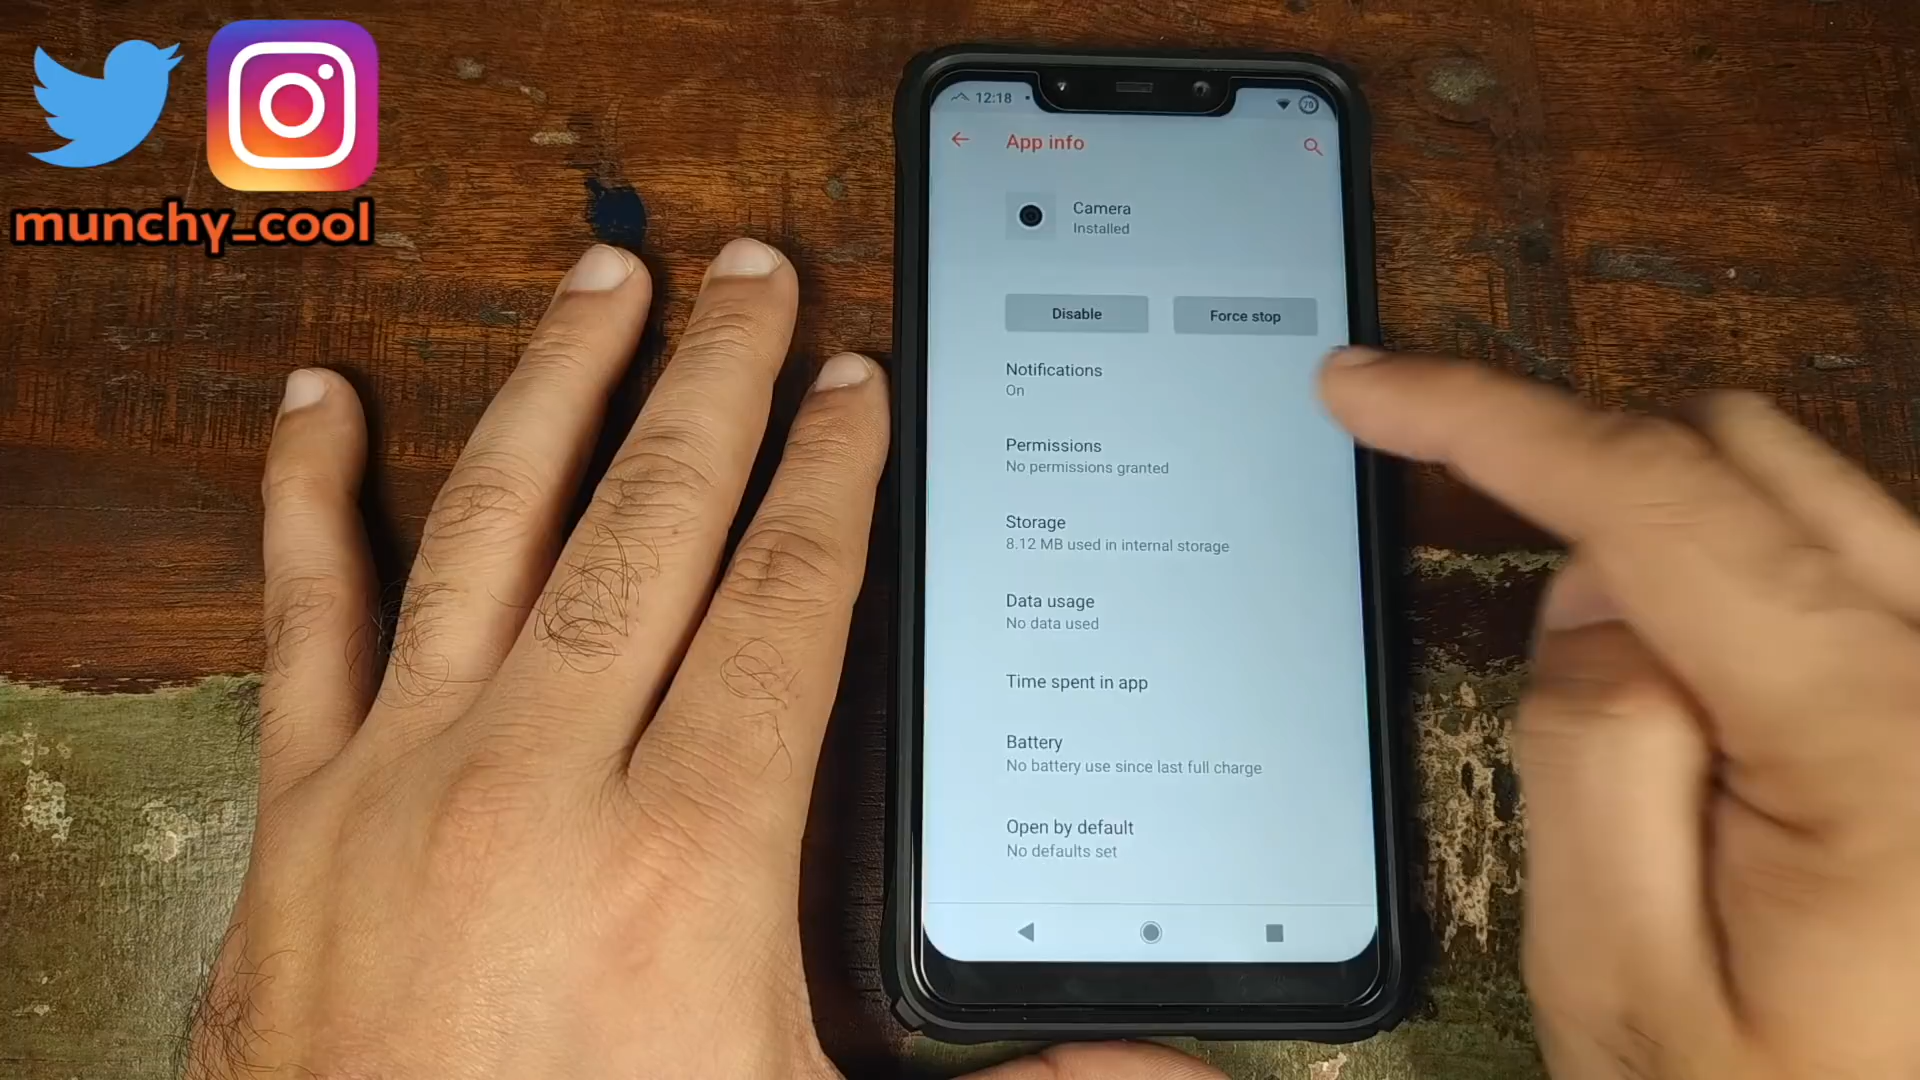 munchy_cool
12:18
70
App info
Camera
Installed
Disable
Force stop
Notifications
On
Permissions
No permissions granted
Storage
8.12 MB used in internal storage
Data usage
No data used
Time spent in app
Battery
No battery use since last full charge
Open by default
No defaults set